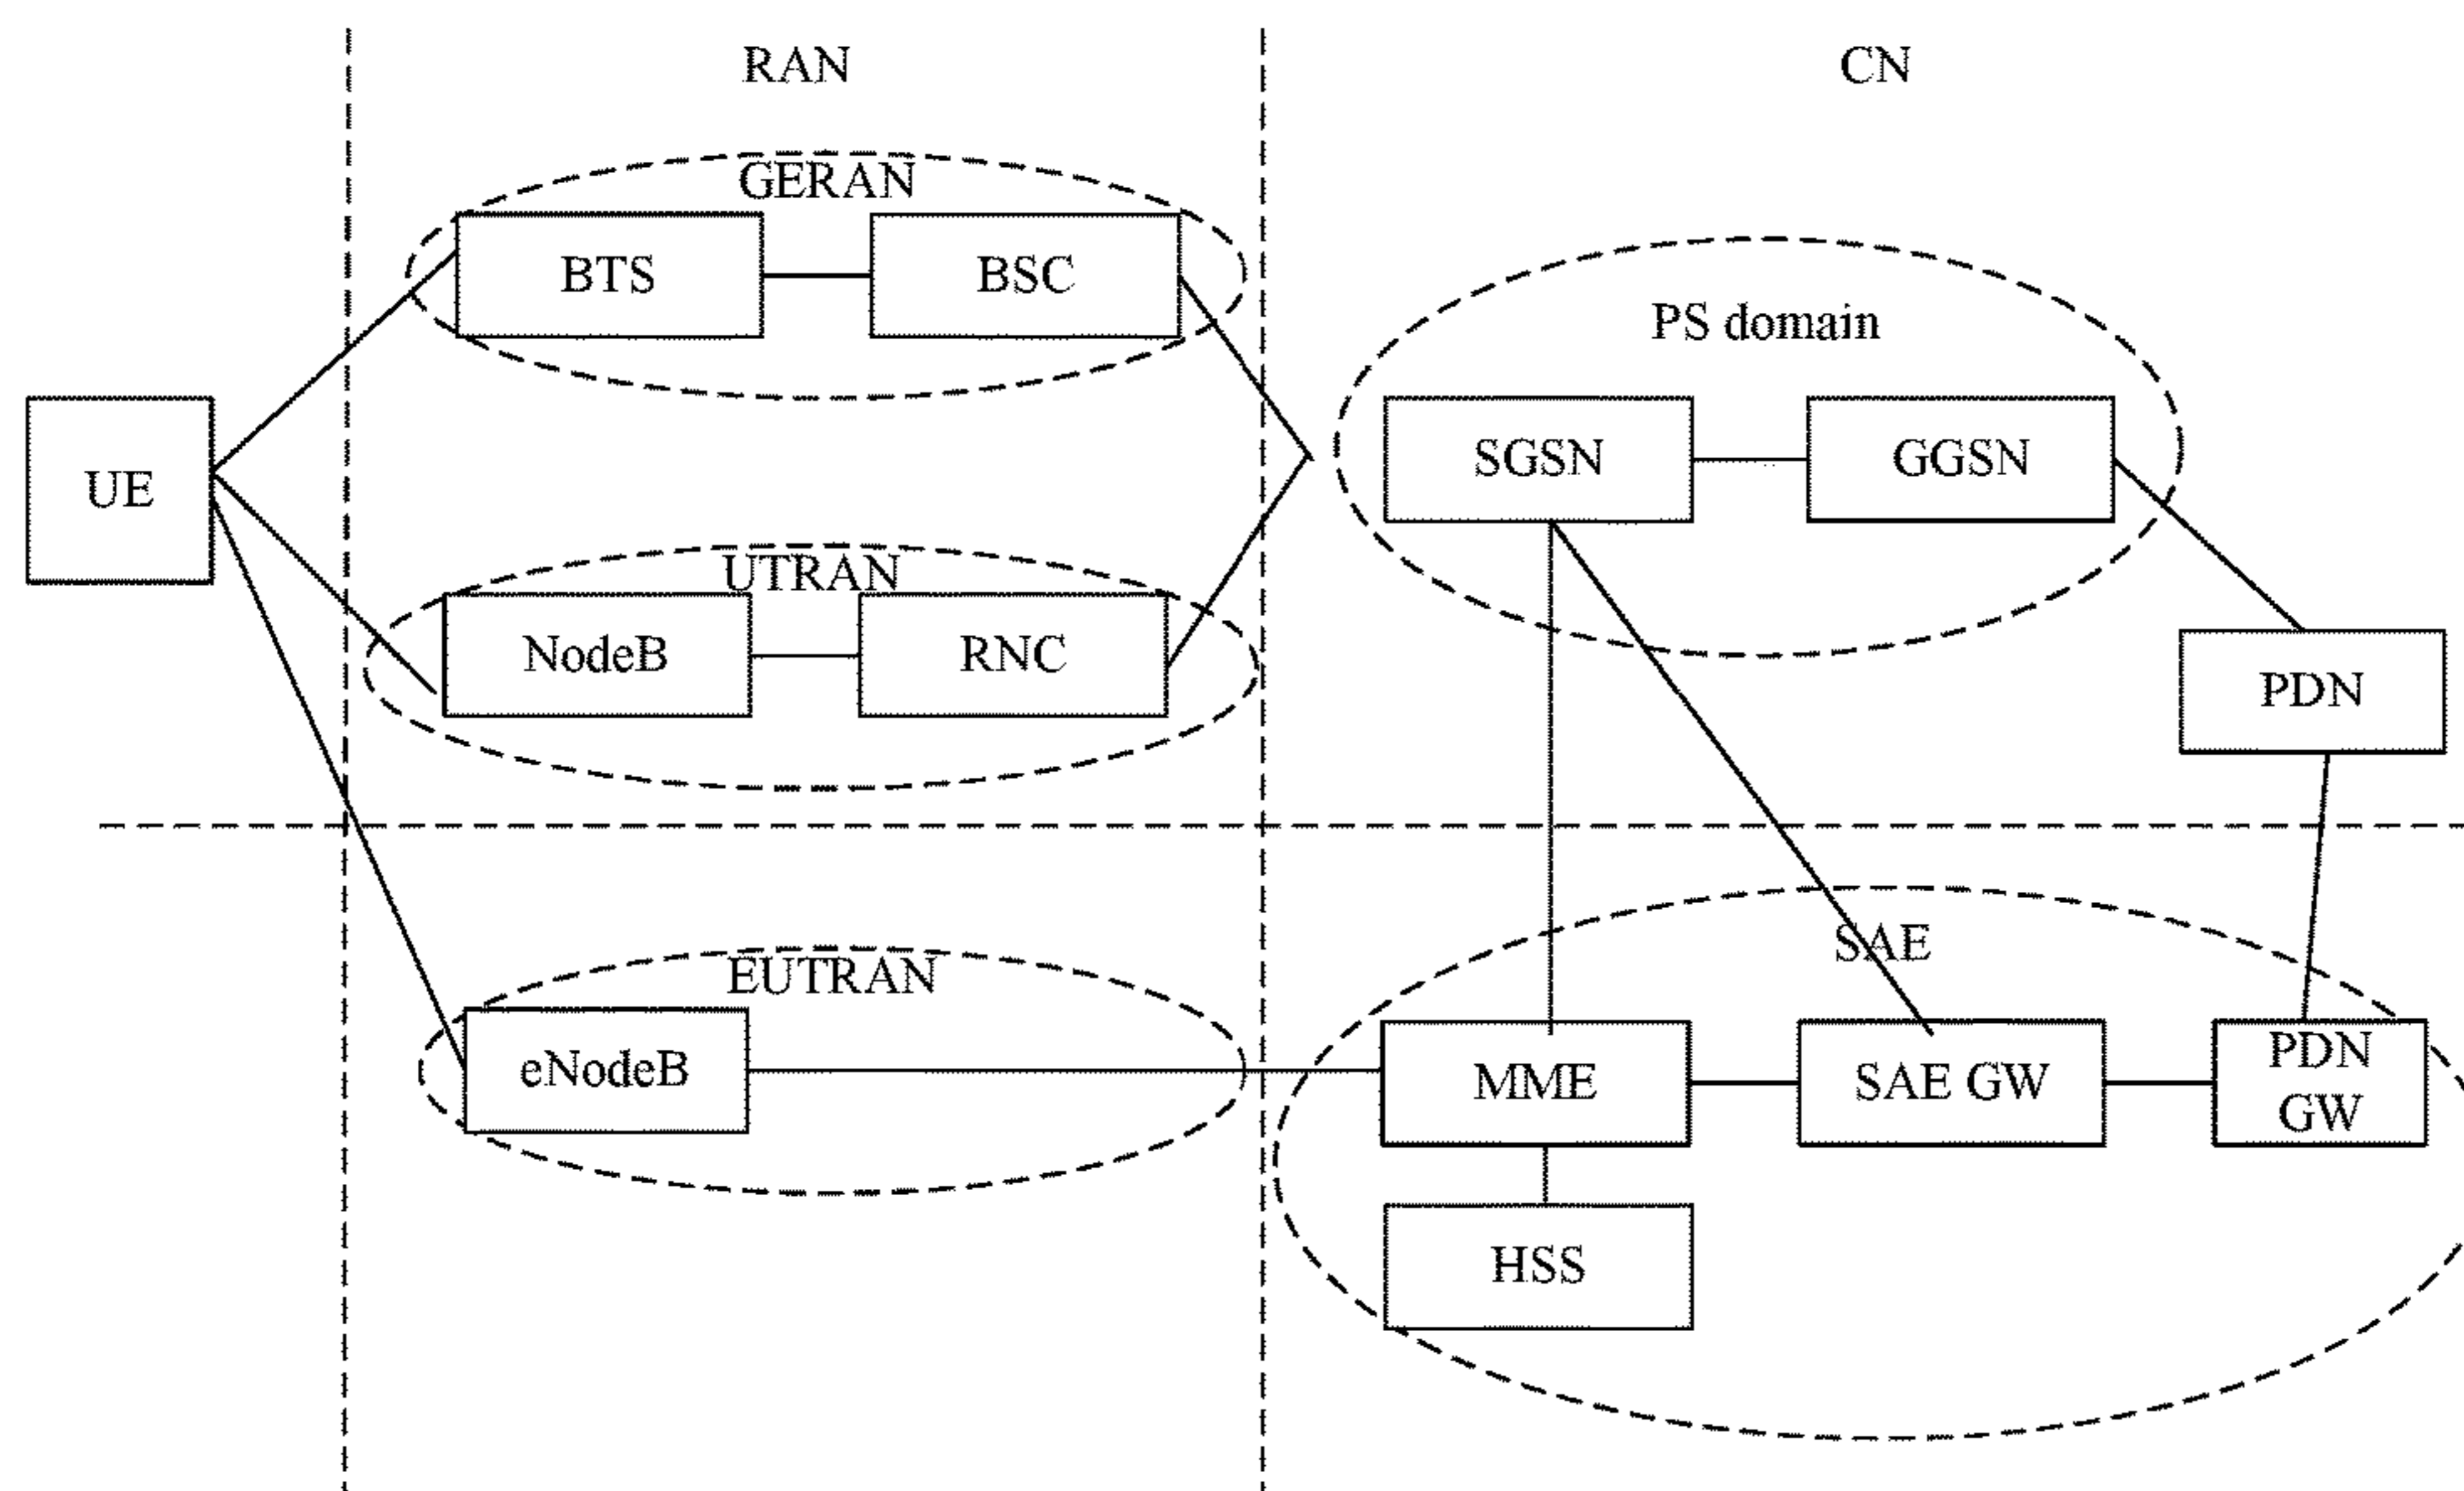 RAN
CN
GERAN
BTS
BSC
PS domain
SGSN
GGSN
UE
UTRAN
NodeB
RNC
PDN
SAE
EUTRAN
eNodeB
MME
SAE GW
PDN
GW
HSS